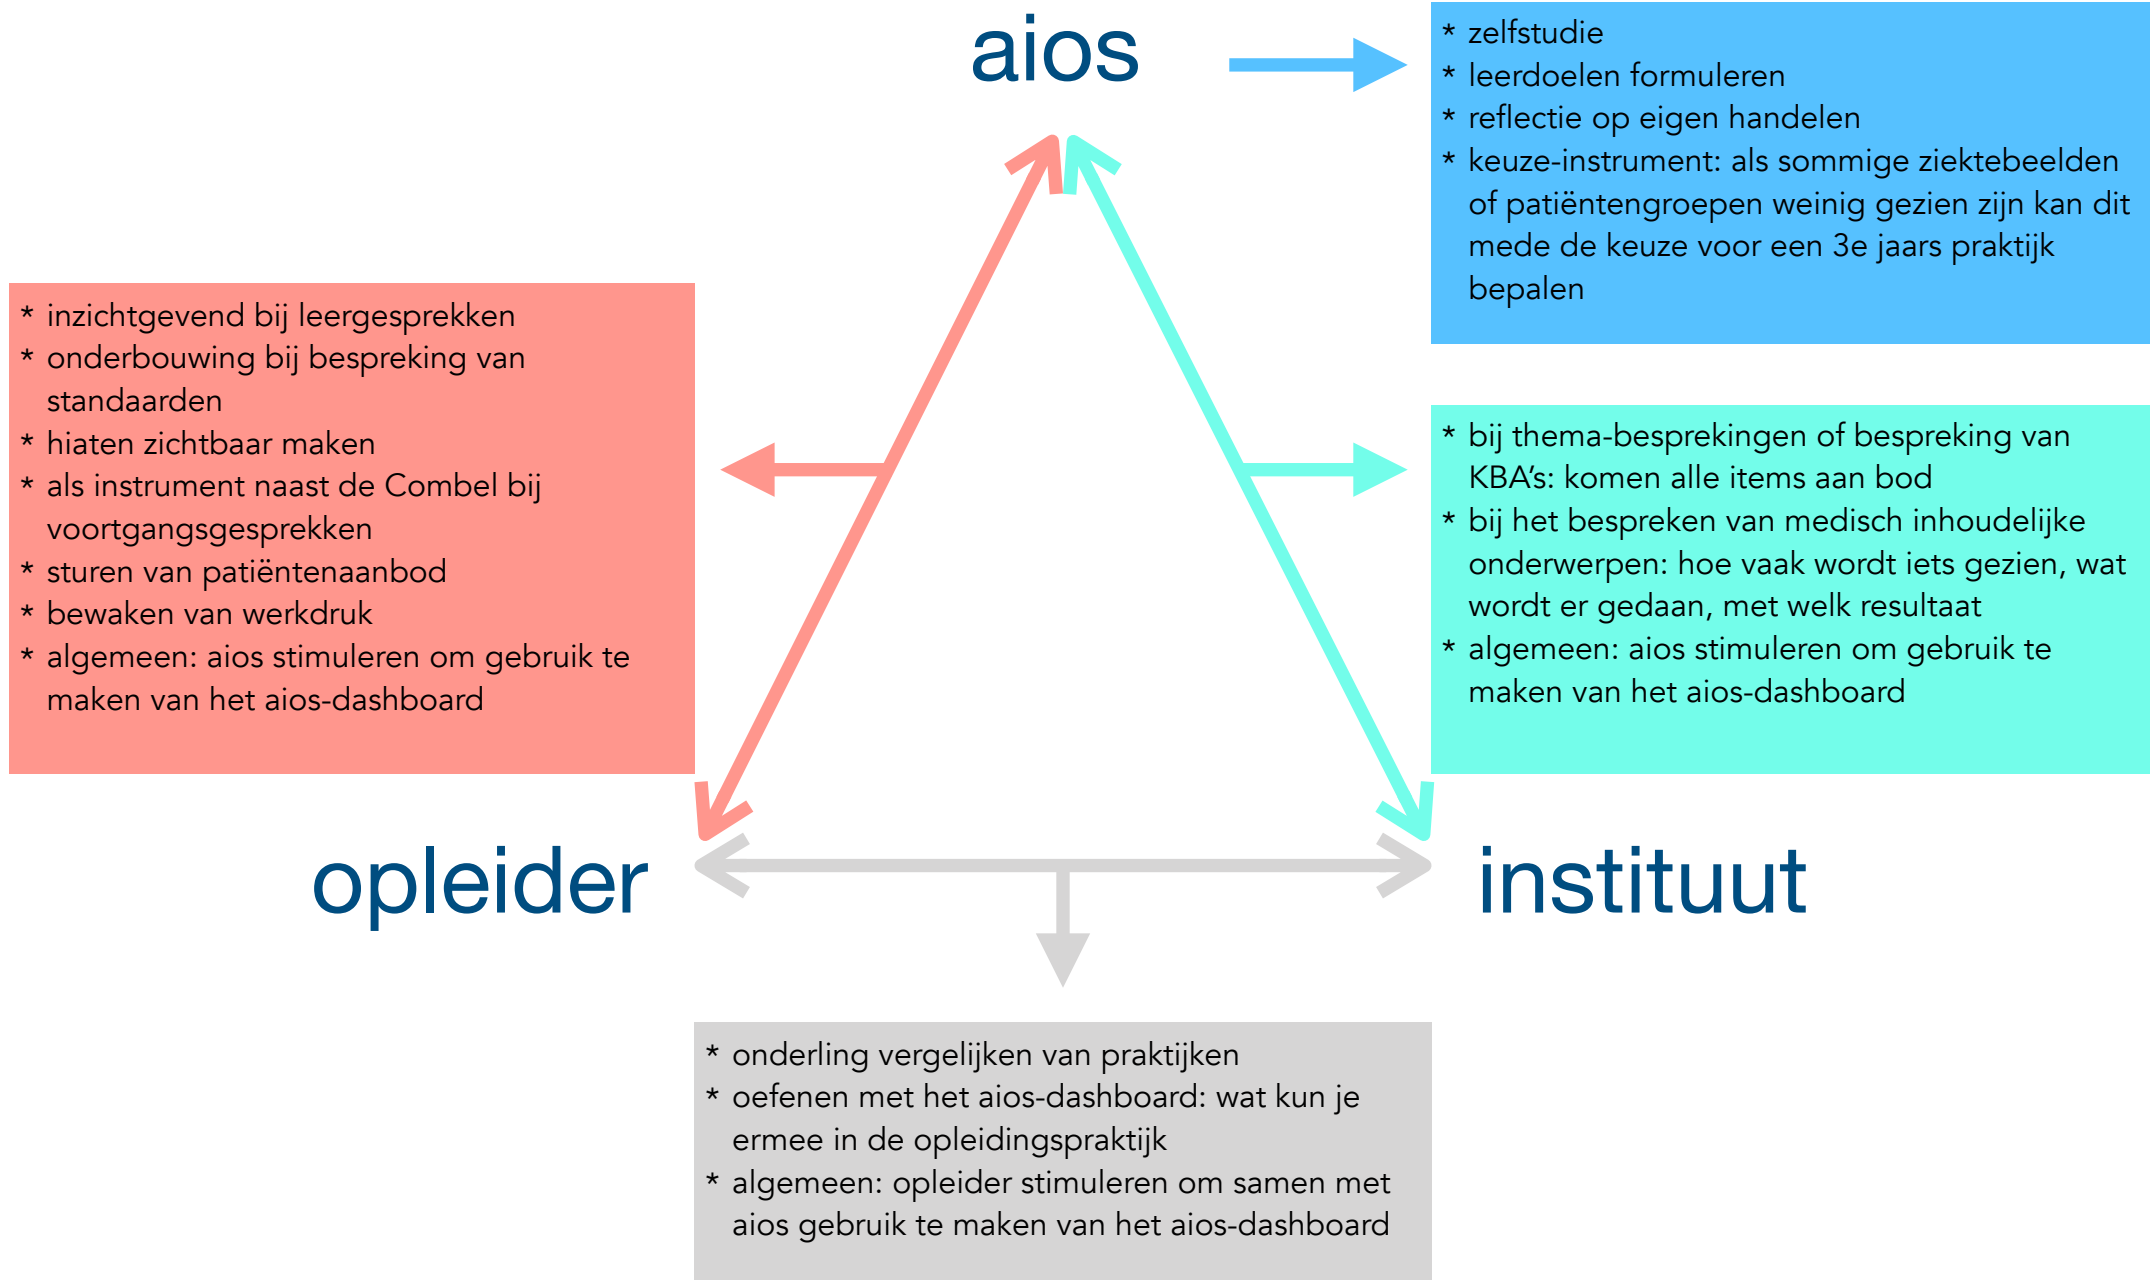 aios
* zelfstudie
* leerdoelen formuleren
* reflectie op eigen handelen
* keuze-instrument: als sommige ziektebeelden
of patiëntengroepen weinig gezien zijn kan dit
mede de keuze voor een 3e jaars praktijk
bepalen
* inzichtgevend bij leergesprekken
* onderbouwing bij bespreking van
standaarden
* hiaten zichtbaar maken
* als instrument naast de Combel bij
voortgangsgesprekken
* sturen van patiëntenaanbod
* bewaken van werkdruk
* algemeen: aios stimuleren om gebruik te
maken van het aios-dashboard
* bij thema-besprekingen of bespreking van
KBA's: komen alle items aan bod
* bij het bespreken van medisch inhoudelijke
onderwerpen: hoe vaak wordt iets gezien, wat
wordt er gedaan, met welk resultaat
* algemeen: aios stimuleren om gebruik te
maken van het aios-dashboard
opleider
instituut
* onderling vergelijken van praktijken
* oefenen met het aios-dashboard: wat kun je
ermee in de opleidingspraktijk
* algemeen: opleider stimuleren om samen met
aios gebruik te maken van het aios-dashboard